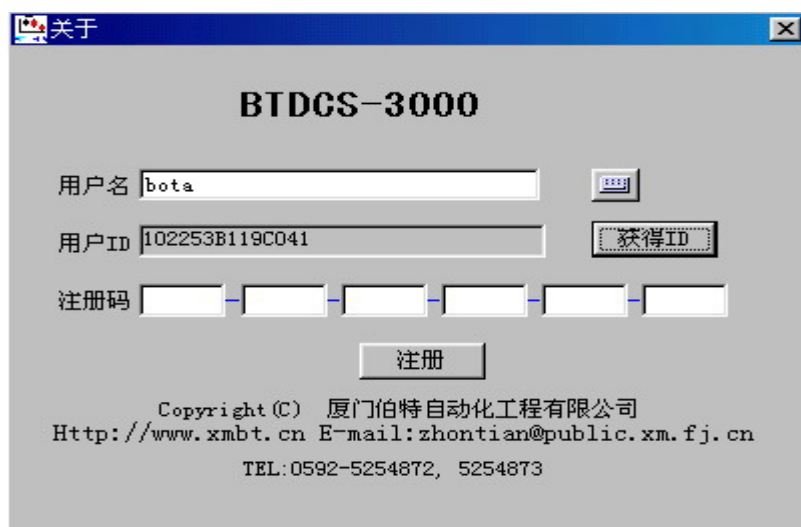 关于
BTDCS-3000
用户名 bota
用户ID 102253B119C041 获得ID
注册码 - - - - -
注册
Copyright(C) 厦门伯特自动化工程有限公司
Http://www.xmbt.cn E-mail:zhontian@public.xm.fj.cn
TEL:0592-5254872, 5254873